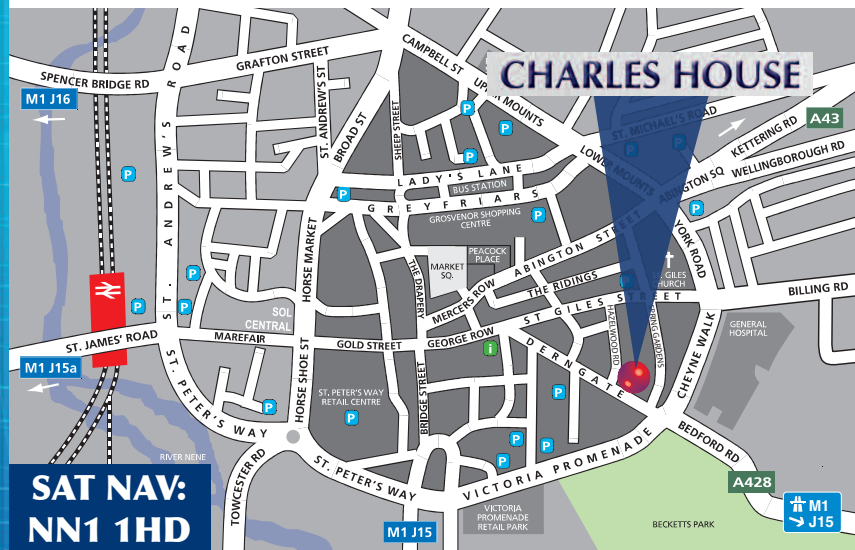 ST. ANDREW'S ROAD
GRAFTON STREET
CAMPBELL ST
UPPER MOUNTS
CHARLES HOUSE
SPENCER BRIDGE RD
M1 J16
ST. ANDREW'S ST
BROAD ST
SHEEP STREET
P
P
ST. MICHAEL'S ROAD
A43
KETTERING RD
WELLINGBOROUGH RD
LOWER MOUNTS
ABINGTON SQ
P
P
P
P
LADY'S LANE
BUS STATION
P
GREYFRIARS
GROSVENOR SHOPPING
CENTRE
P
P
YORK ROAD
HORSE MARKET
THE DRAPERY
MARKET
SQ.
PEACOCK
PLACE
ABINGTON STREET
P
THE RIDINGS
P
ST. GILES
CHURCH
MERCERS ROW
ST GILES STREET
BILLING RD
P
P
SOL
CENTRAL
ST. JAMES' ROAD
MAREFAIR
GOLD STREET
GEORGE ROW
i
DERNGATE
HAZELWOOD RD
SPRING GARDENS
CHEYNE WALK
GENERAL
HOSPITAL
M1 J15a
HORSE SHOE ST
ST. PETER'S WAY
RETAIL CENTRE
P
BRIDGE STREET
P
P
ST. PETER'S WAY
P
P
P
VICTORIA PROMENADE
BEDFORD RD
RIVER NENE
TOWCESTER RD
ST. PETER'S WAY
A428
SAT NAV:
NN1 1HD
M1 J15
VICTORIA
PROMENADE
RETAIL PARK
BECKETTS PARK
M1
J15